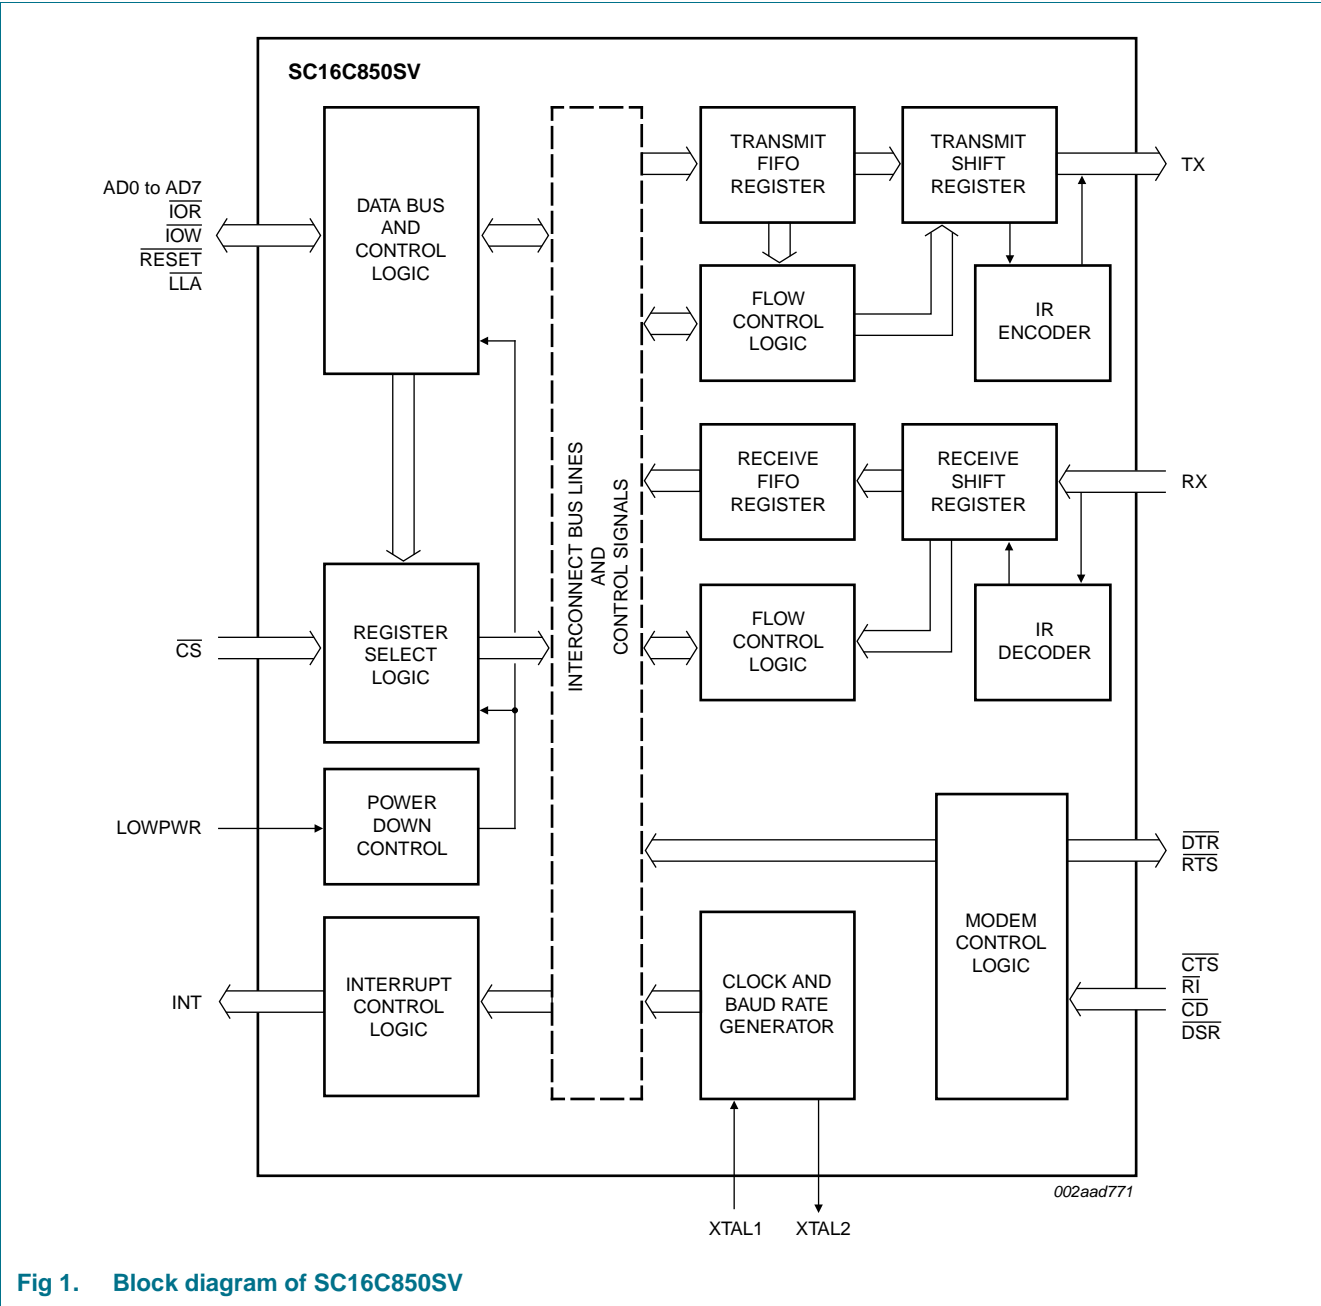 SC16C850SV
AD0 to AD7
IOR
IOW
RESET
LLA
DATA BUS
AND
CONTROL
LOGIC
TRANSMIT
FIFO
REGISTER
TRANSMIT
SHIFT
REGISTER
TX
FLOW
CONTROL
LOGIC
IR
ENCODER
INTERCONNECT BUS LINES
AND
CONTROL SIGNALS
RECEIVE
FIFO
REGISTER
RECEIVE
SHIFT
REGISTER
RX
CS
REGISTER
SELECT
LOGIC
FLOW
CONTROL
LOGIC
IR
DECODER
LOWPWR
POWER
DOWN
CONTROL
DTR
RTS
MODEM
CONTROL
LOGIC
CTS
RI
CD
DSR
INT
INTERRUPT
CONTROL
LOGIC
CLOCK AND
BAUD RATE
GENERATOR
XTAL1
XTAL2
002aad771
Fig 1. Block diagram of SC16C850SV